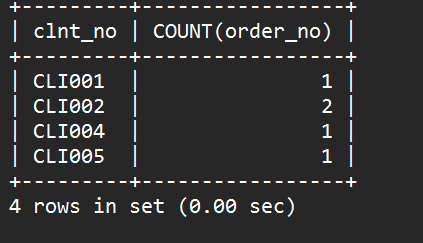 +---------+-----------------+
| clnt_no | COUNT(order_no) |
+---------+-----------------+
| CLI001  |               1 |
| CLI002  |               2 |
| CLI004  |               1 |
| CLI005  |               1 |
+---------+-----------------+
4 rows in set (0.00 sec)